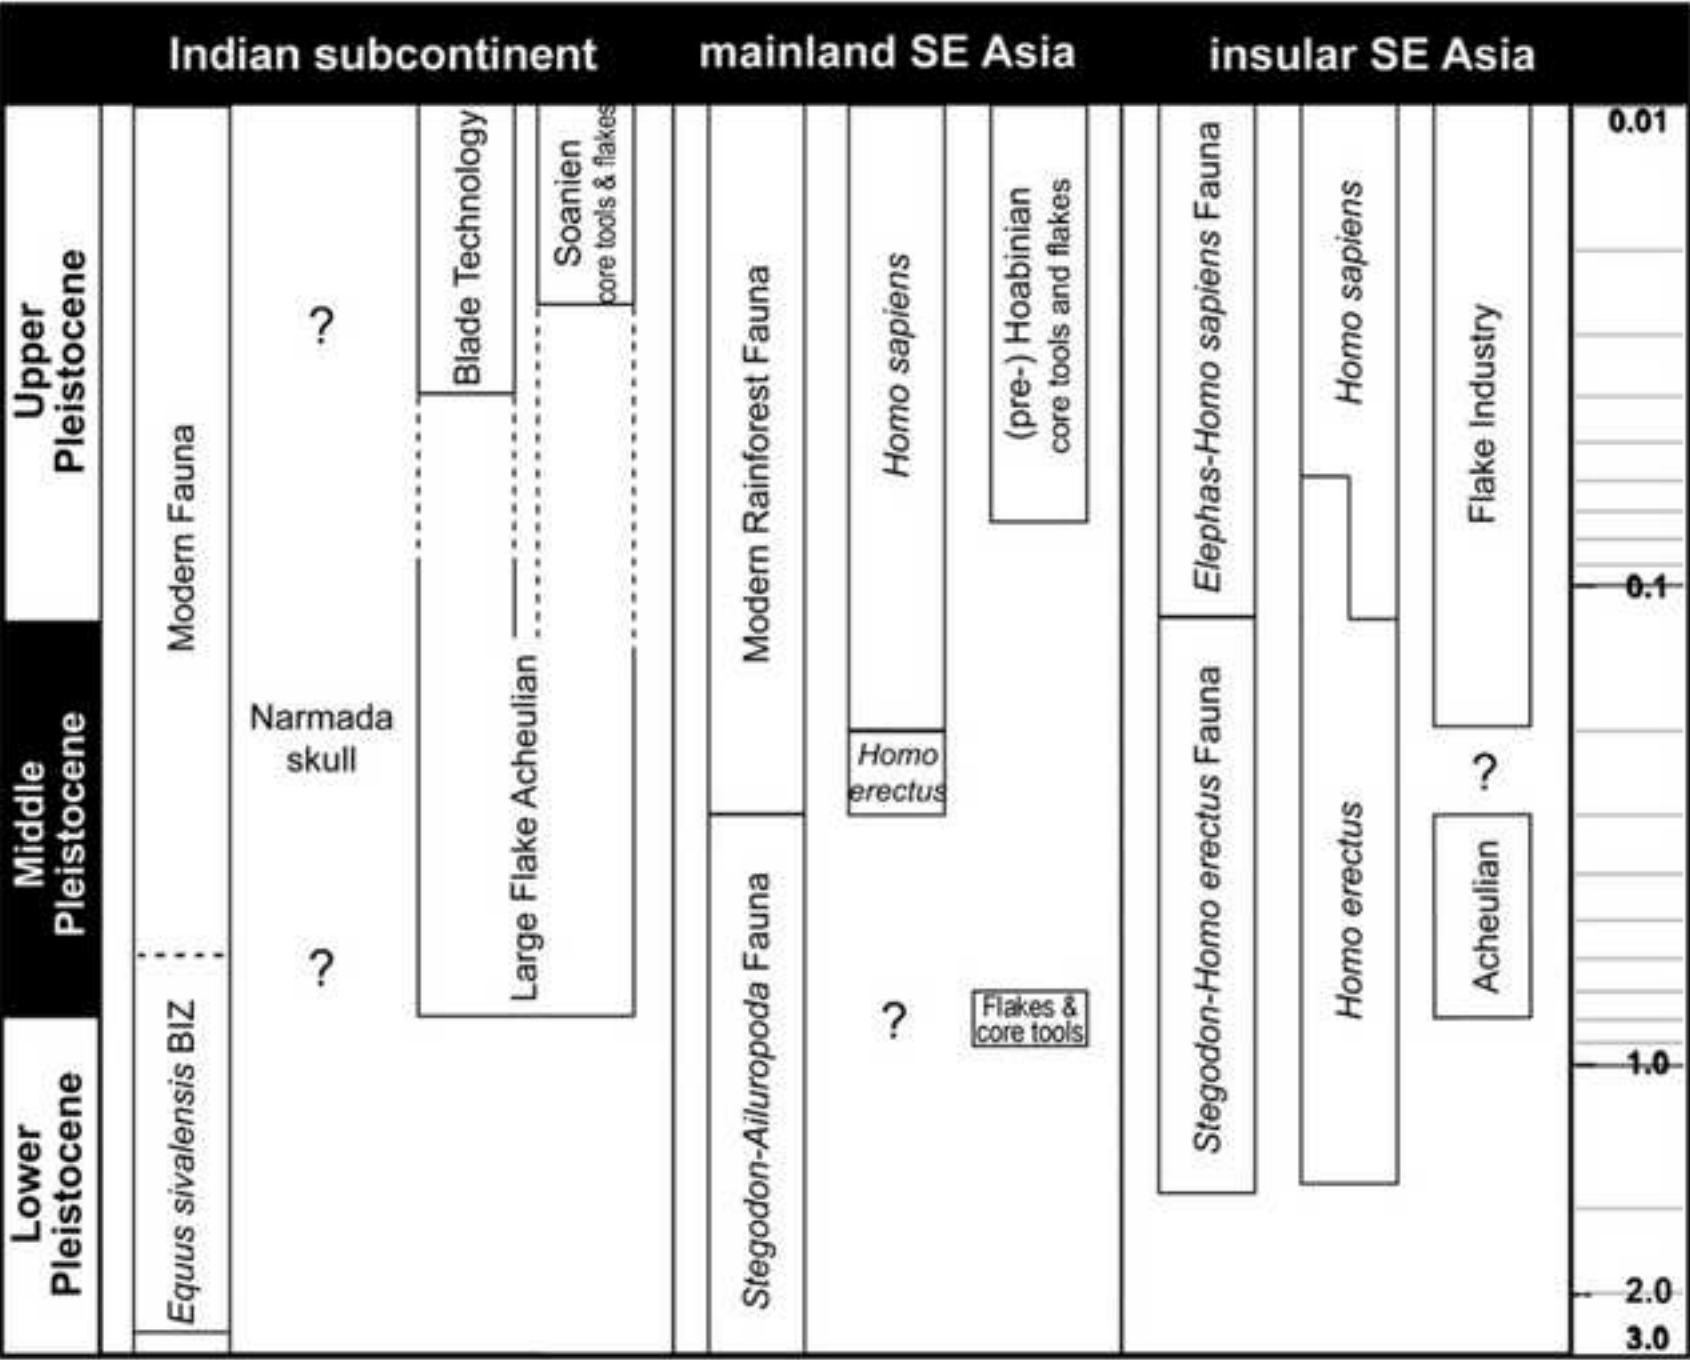 Indian subcontinent
mainland SE Asia
insular SE Asia
Upper
Pleistocene
Middle
Pleistocene
Lower
Pleistocene
Modern Fauna
Equus sivalensis BIZ
?
Narmada
skull
?
Blade Technology
Soanien
core tools & flakes
Large Flake Acheulian
Modern Rainforest Fauna
Stegodon-Ailuropoda Fauna
Homo sapiens
Homo
erectus
?
(pre-) Hoabinian
core tools and flakes
Flakes &
core tools
Elephas-Homo sapiens Fauna
Stegodon-Homo erectus Fauna
Homo sapiens
Homo erectus
Flake Industry
?
Acheulian
0.01
0.1
1.0
2.0
3.0